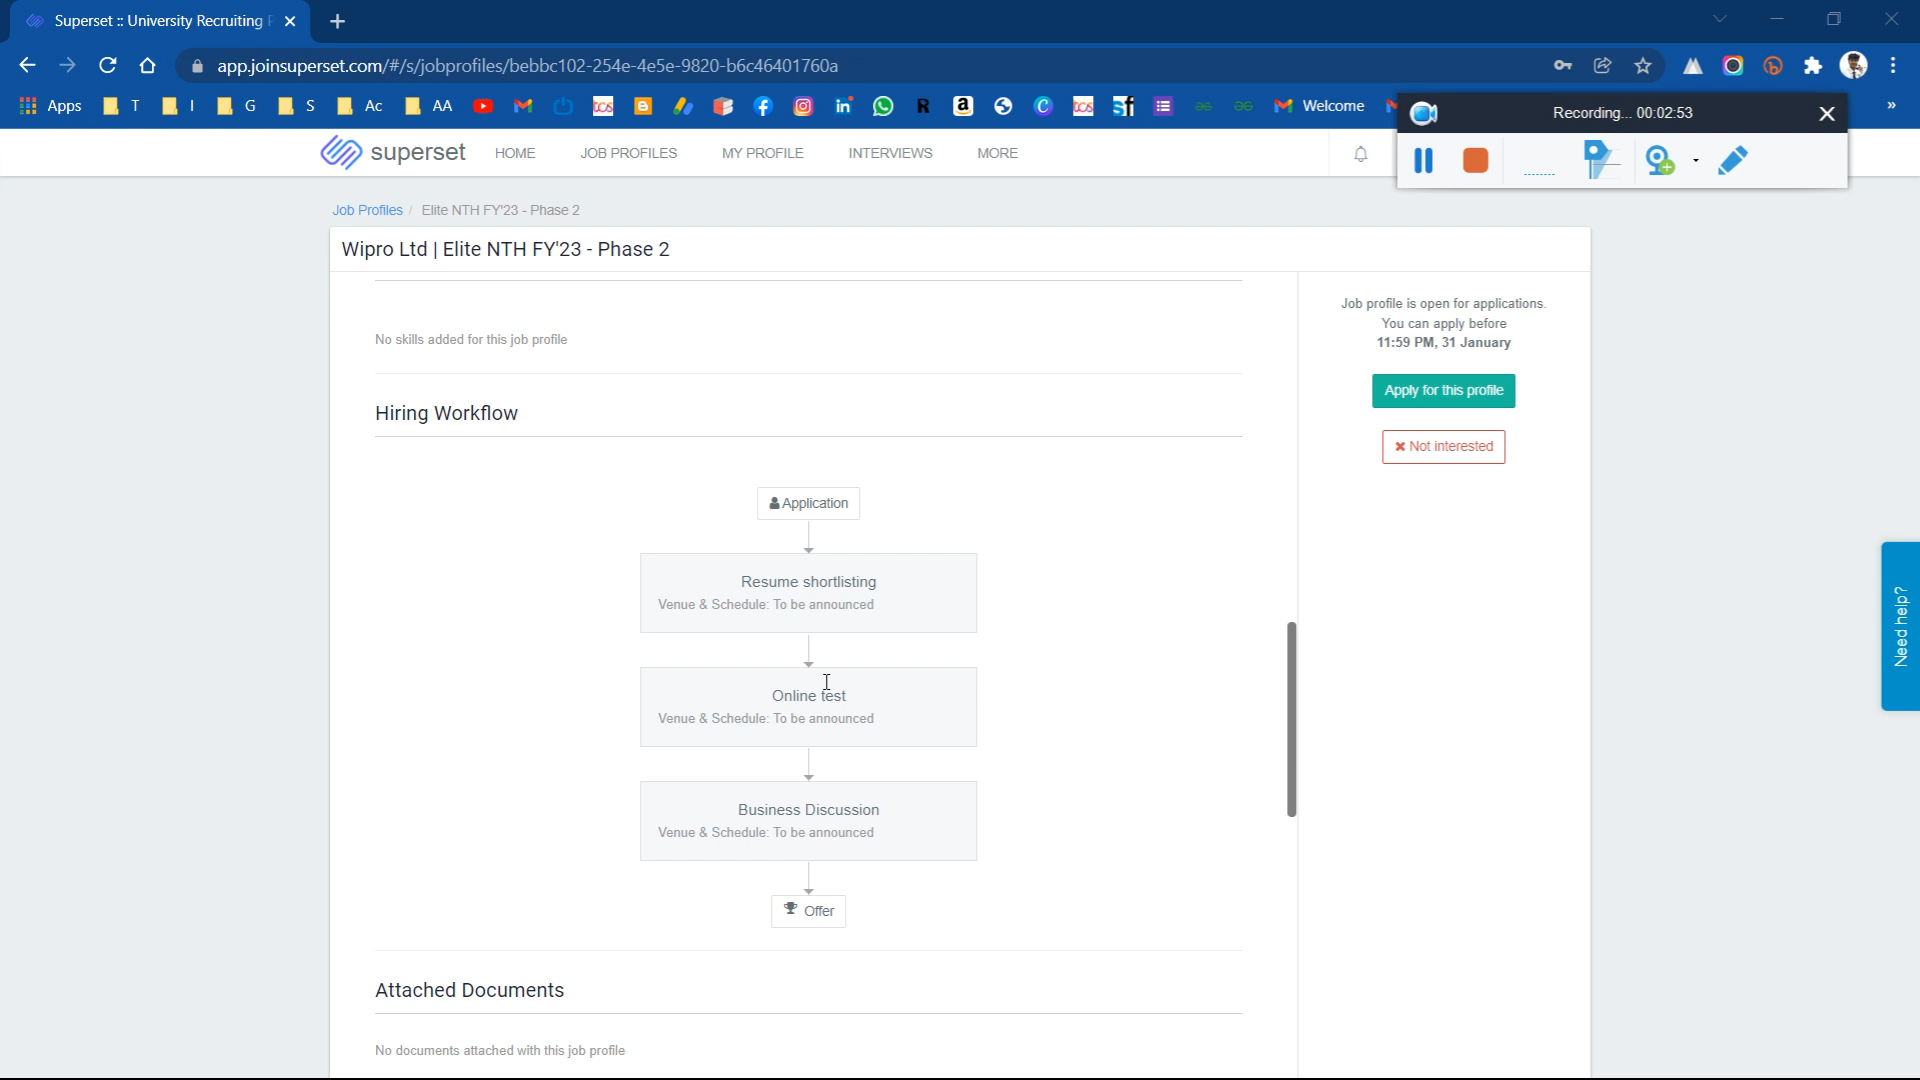 Superset :: University Recruiting P
app.joinsuperset.com/#/s/jobprofiles/bebbc102-254e-4e5e-9820-b6c46401760a
Apps T I G S Ac AA Welcome
Recording... 00:02:53
superset HOME JOB PROFILES MY PROFILE INTERVIEWS MORE
Job Profiles / Elite NTH FY'23 - Phase 2
Wipro Ltd | Elite NTH FY'23 - Phase 2
No skills added for this job profile
Hiring Workflow
Application
Resume shortlisting
Venue & Schedule: To be announced
Online test
Venue & Schedule: To be announced
Business Discussion
Venue & Schedule: To be announced
Offer
Attached Documents
No documents attached with this job profile
Job profile is open for applications.
You can apply before
11:59 PM, 31 January
Apply for this profile
Not interested
Need help?